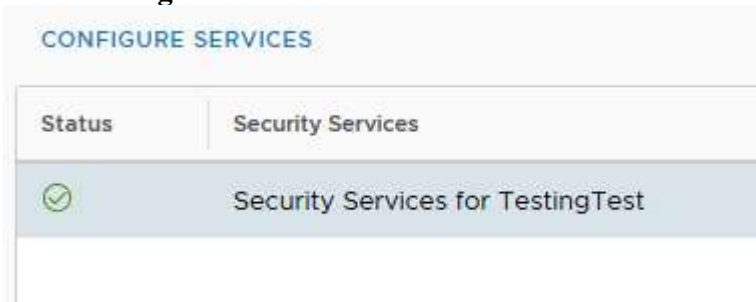 CONFIGURE SERVICES
Status Security Services
Security Services for TestingTest